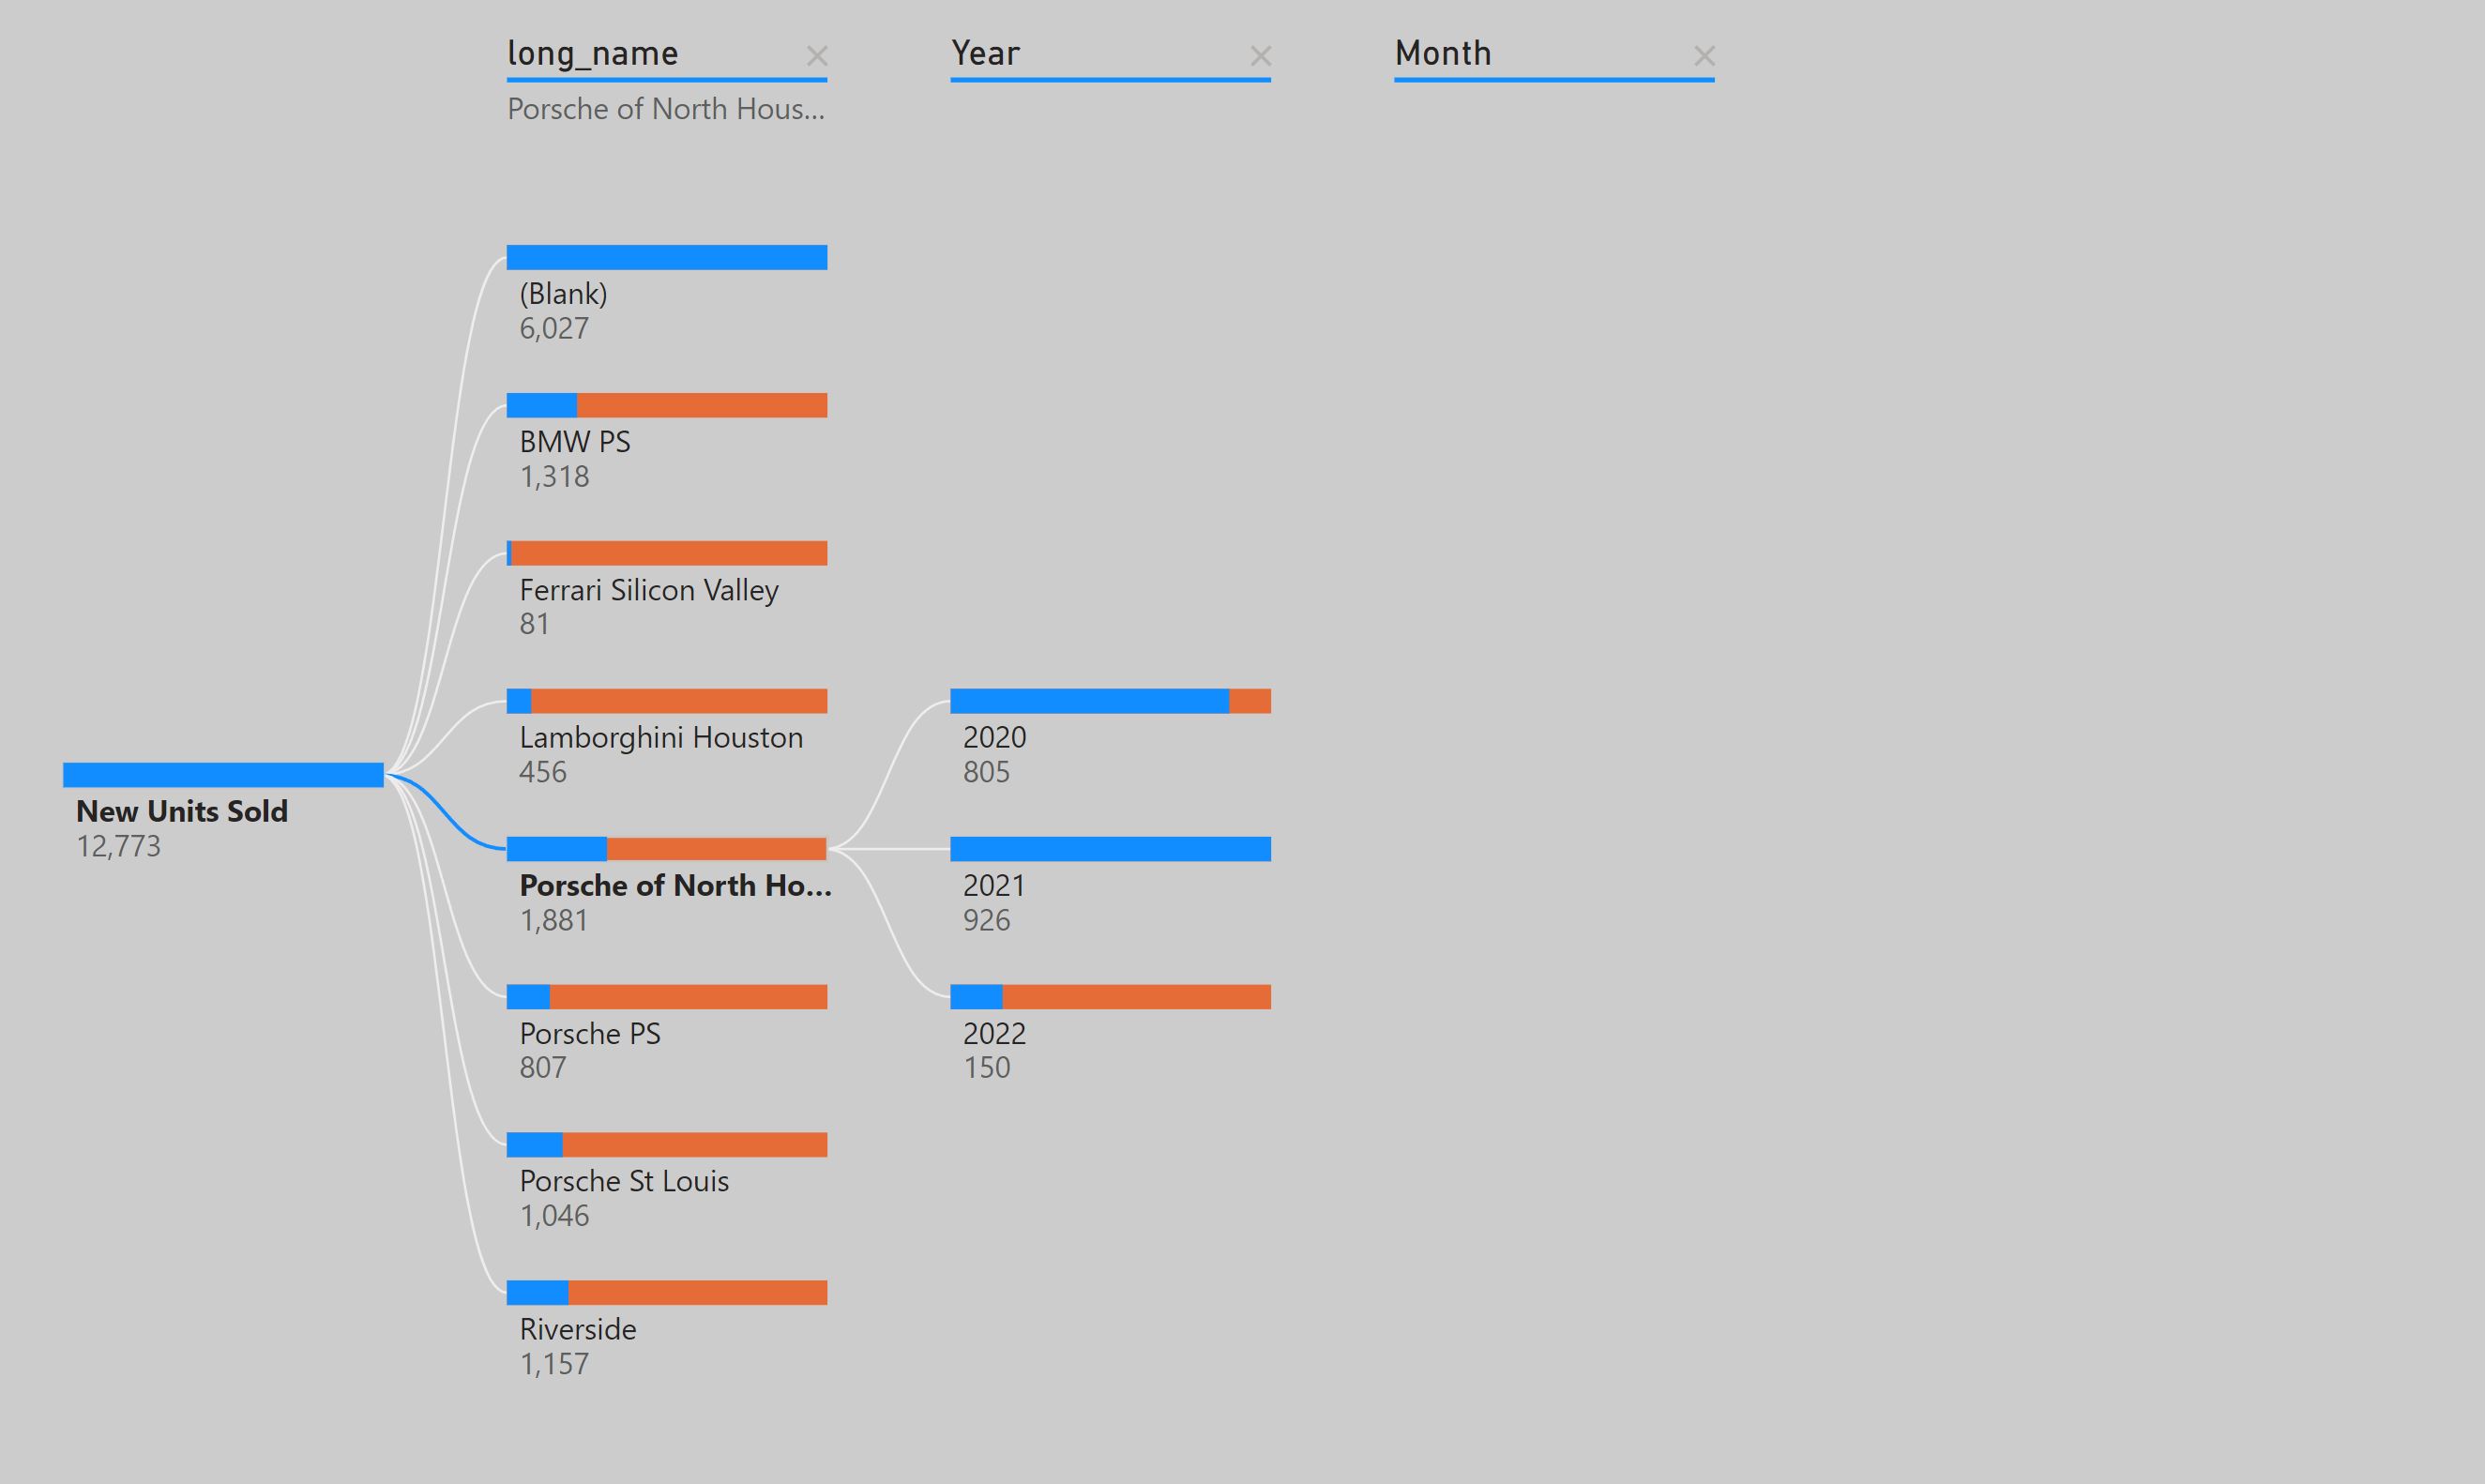 long_name
Year
Month
Porsche of North Hous...
(Blank)
6,027
BMW PS
1,318
Ferrari Silicon Valley
81
Lamborghini Houston
456
New Units Sold
12,773
Porsche of North Ho...
1,881
Porsche PS
807
Porsche St Louis
1,046
Riverside
1,157
2020
805
2021
926
2022
150